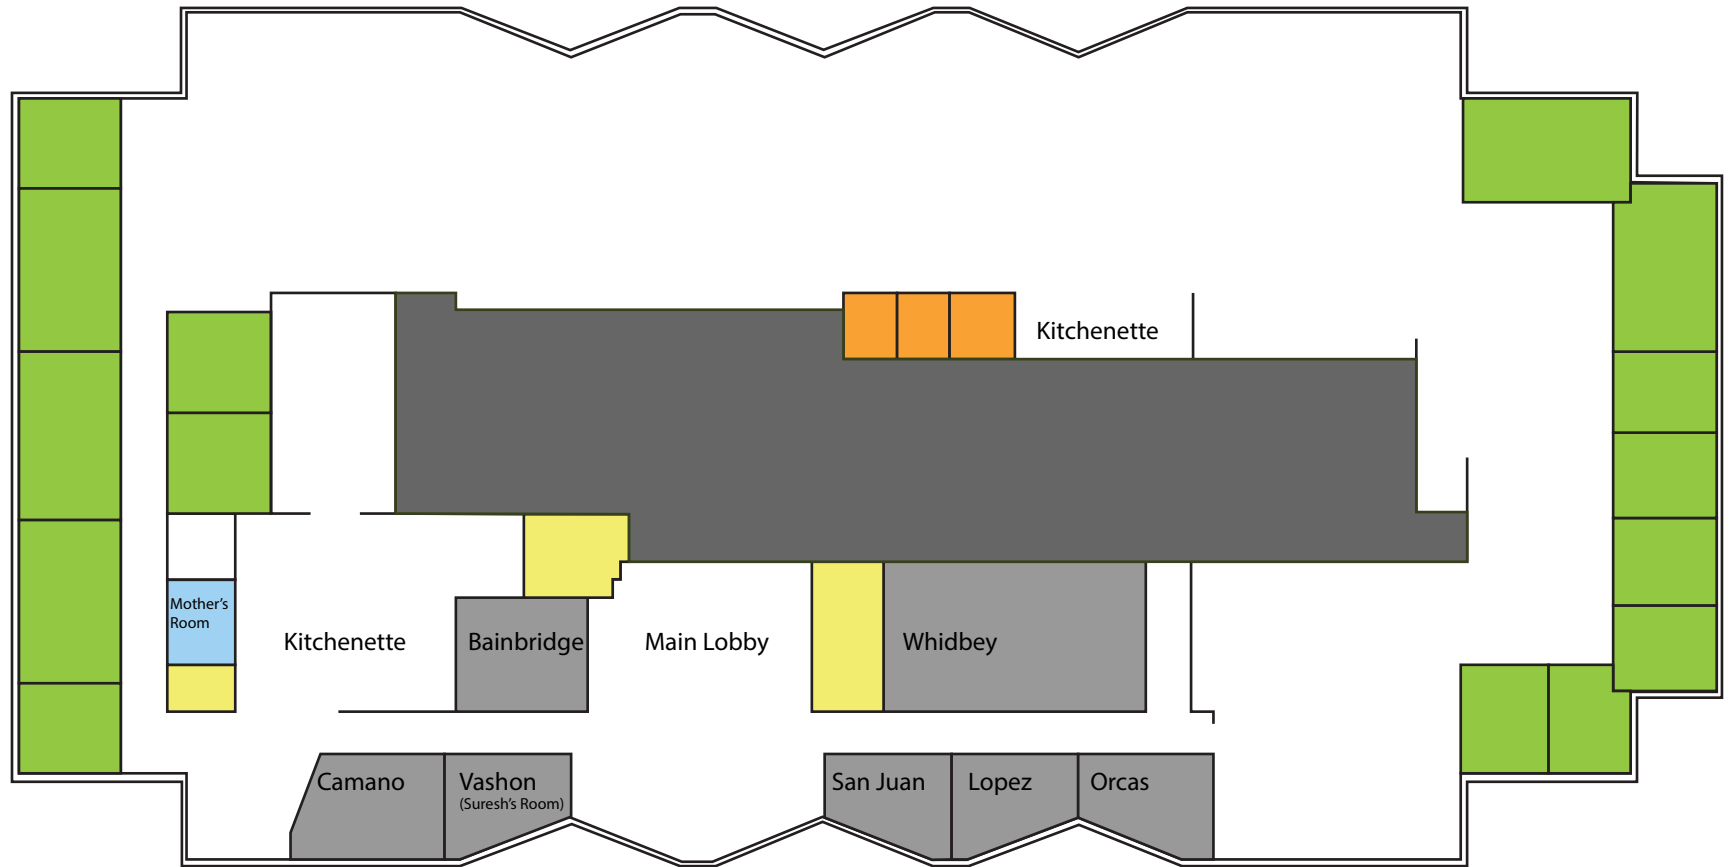 Kitchenette
Mother's
Room
Kitchenette
Bainbridge
Main Lobby
Whidbey
Camano
Vashon
(Suresh's Room)
San Juan
Lopez
Orcas